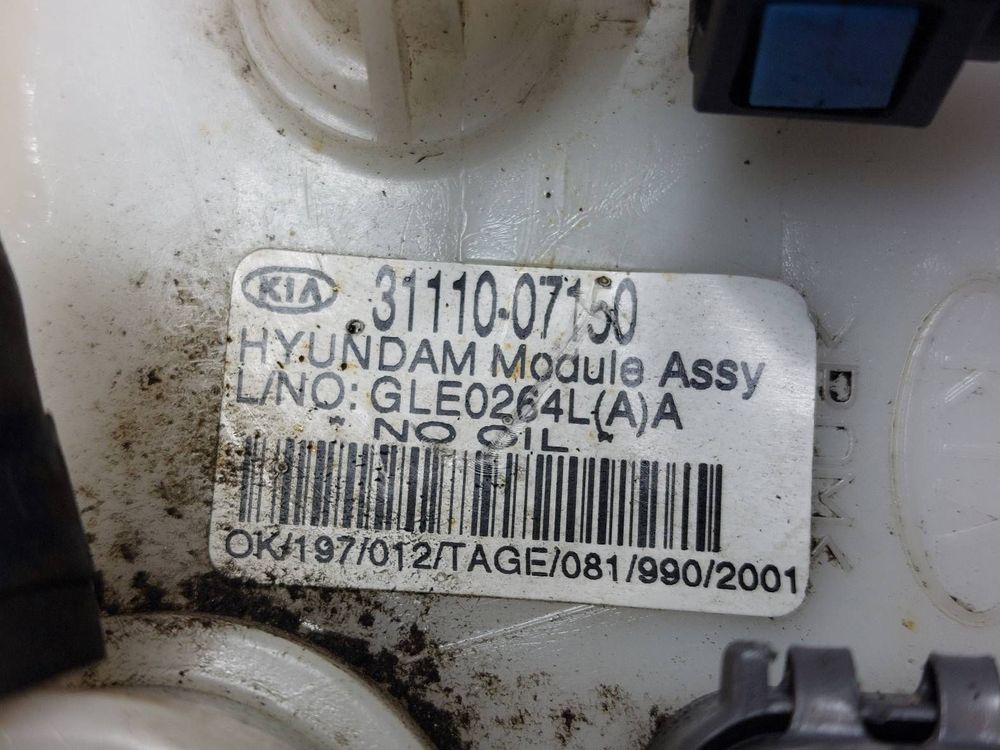 KIA 31110-07150
HYUNDAM Module Assy
L/NO: GLE0264L(A)A
NO OIL
OK/197/012/TAGE/081/990/2001